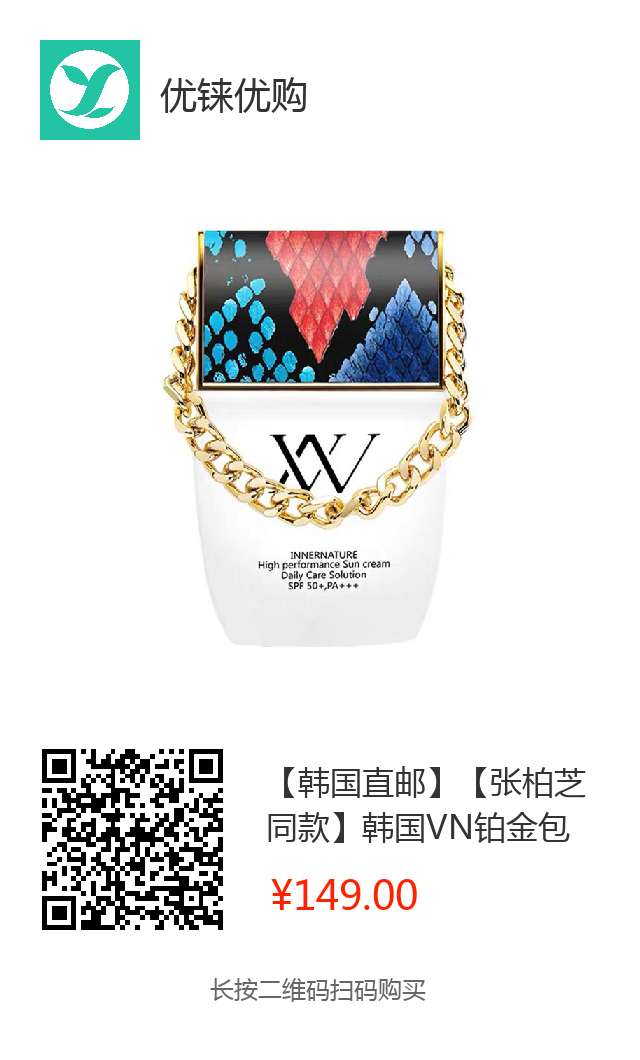 优铼优购
INNERNATURE
High performance Sun cream
Daily Care Solution
SPF 50+,PA+++
【韩国直邮】【张柏芝
同款】韩国VN铂金包
¥149.00
长按二维码扫码购买